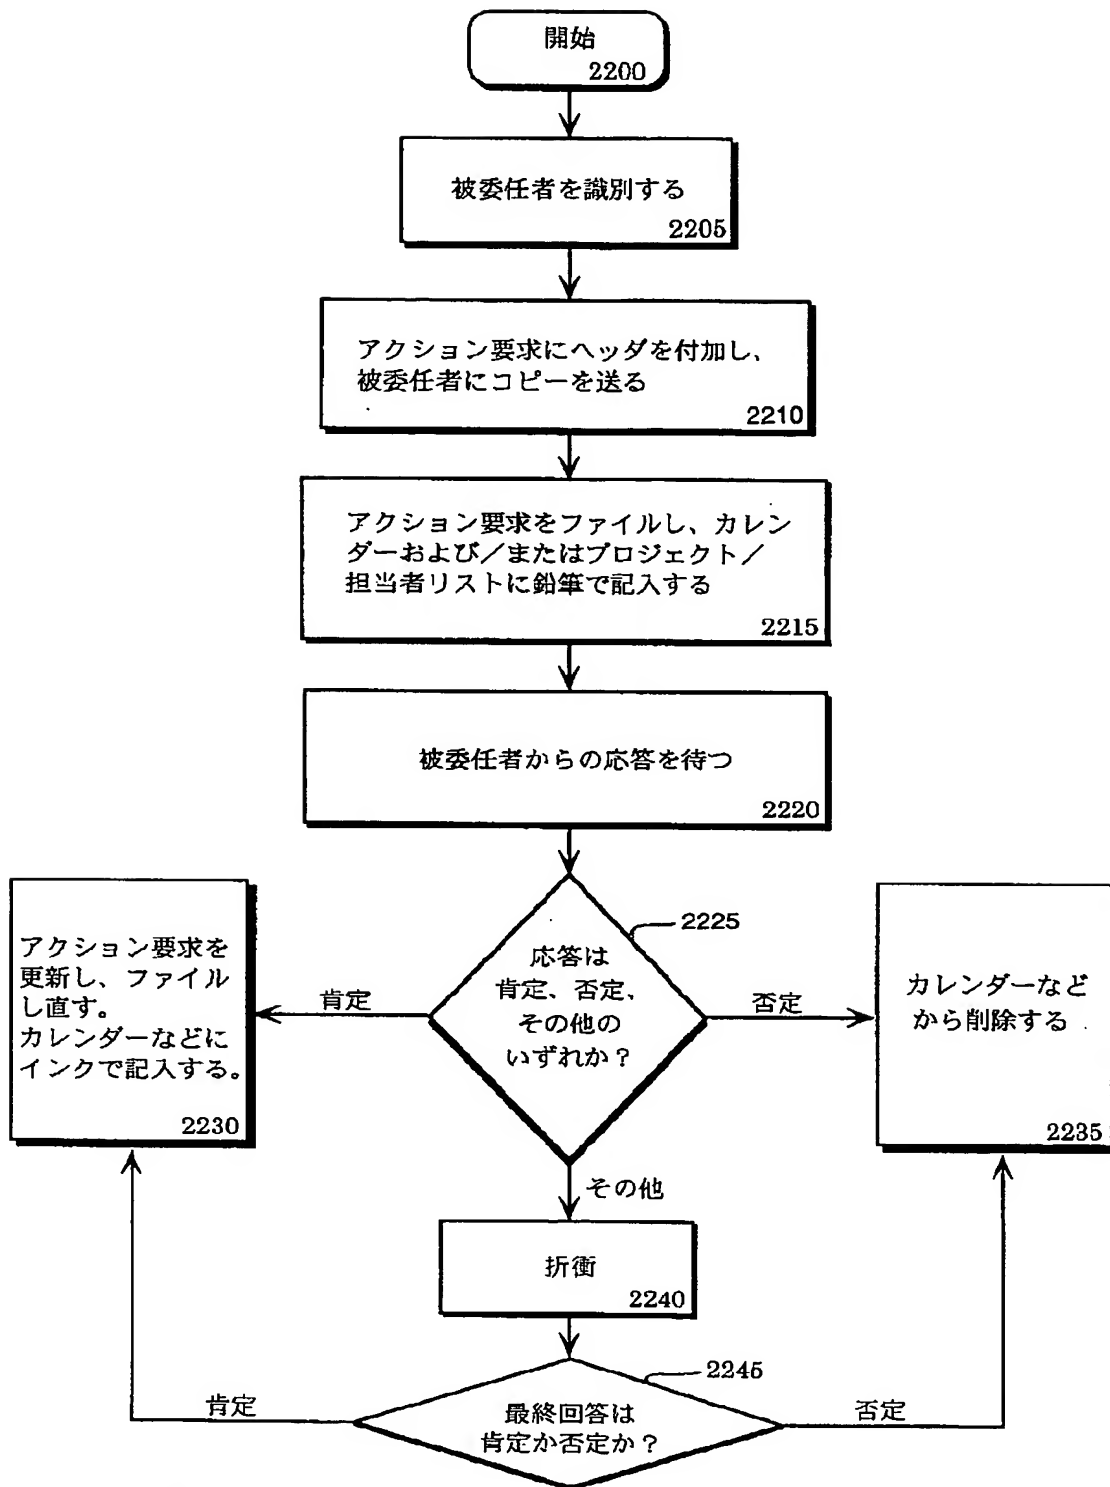 開始
2200
被委任者を識別する
2205
アクション要求にヘッダを付加し、
被委任者にコピーを送る
2210
アクション要求をファイルし、カレン
ダーおよび／またはプロジェクト／
担当者リストに鉛筆で記入する
2215
被委任者からの応答を待つ
2220
2225
応答は
肯定、否定、
その他の
いずれか？
肯定
否定
アクション要求を
更新し、ファイル
し直す。
カレンダーなどに
インクで記入する。
2230
カレンダーなど
から削除する
2235
その他
折衝
2240
2245
最終回答は
肯定か否定か？
肯定
否定